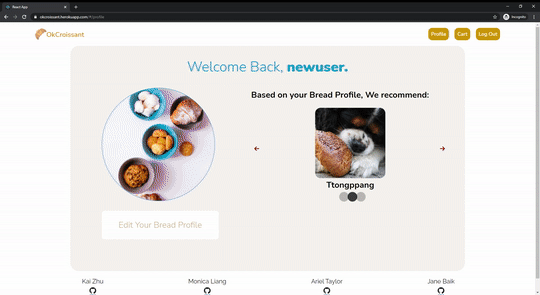 React App
okcroissant.herokuapp.com/#/profile
Incognito
OkCroissant
Profile
Cart
Log Out
Welcome Back, newuser.
Based on your Bread Profile, We recommend:
Ttongppang
Edit Your Bread Profile
Kai Zhu
Monica Liang
Ariel Taylor
Jane Baik